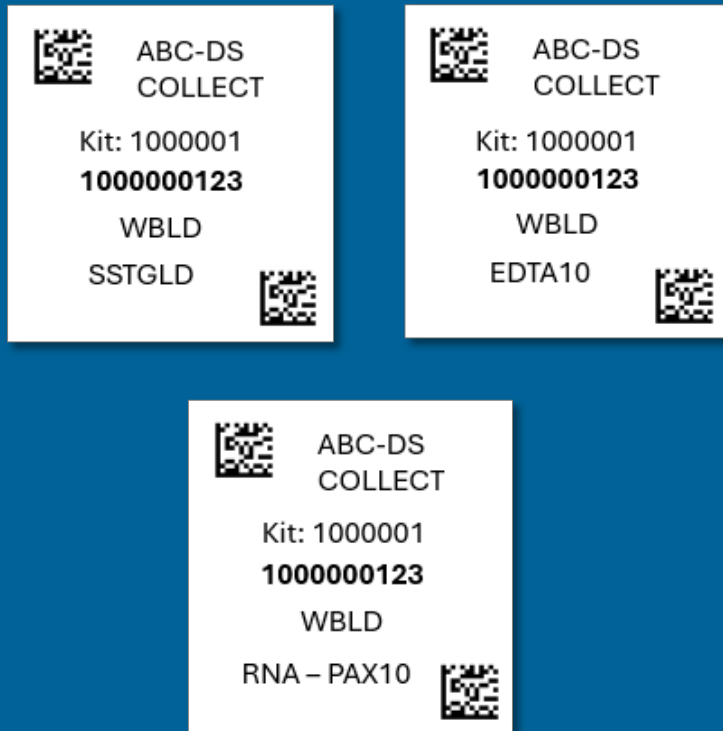 ABC-DS
COLLECT
Kit: 1000001
1000000123
WBLD
SSTGLD
ABC-DS
COLLECT
Kit: 1000001
1000000123
WBLD
EDTA10
ABC-DS
COLLECT
Kit: 1000001
1000000123
WBLD
RNA – PAX10